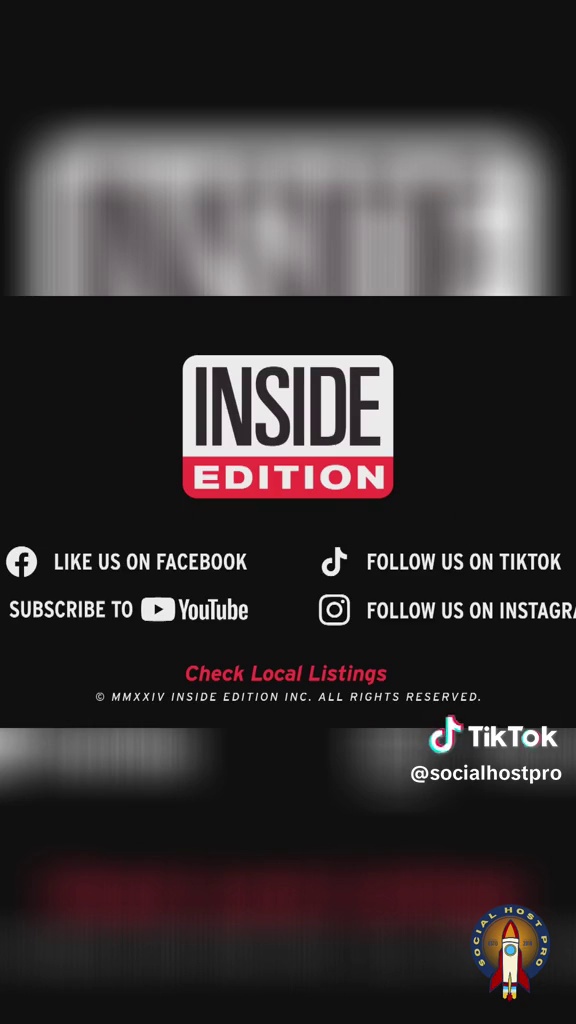 INSIDE
EDITION
LIKE US ON FACEBOOK
FOLLOW US ON TIKTOK
SUBSCRIBE TO YouTube
FOLLOW US ON INSTAGRA
Check Local Listings
© MMXXIV INSIDE EDITION INC. ALL RIGHTS RESERVED.
TikTok
@socialhostpro
SOCIAL HOST PRO